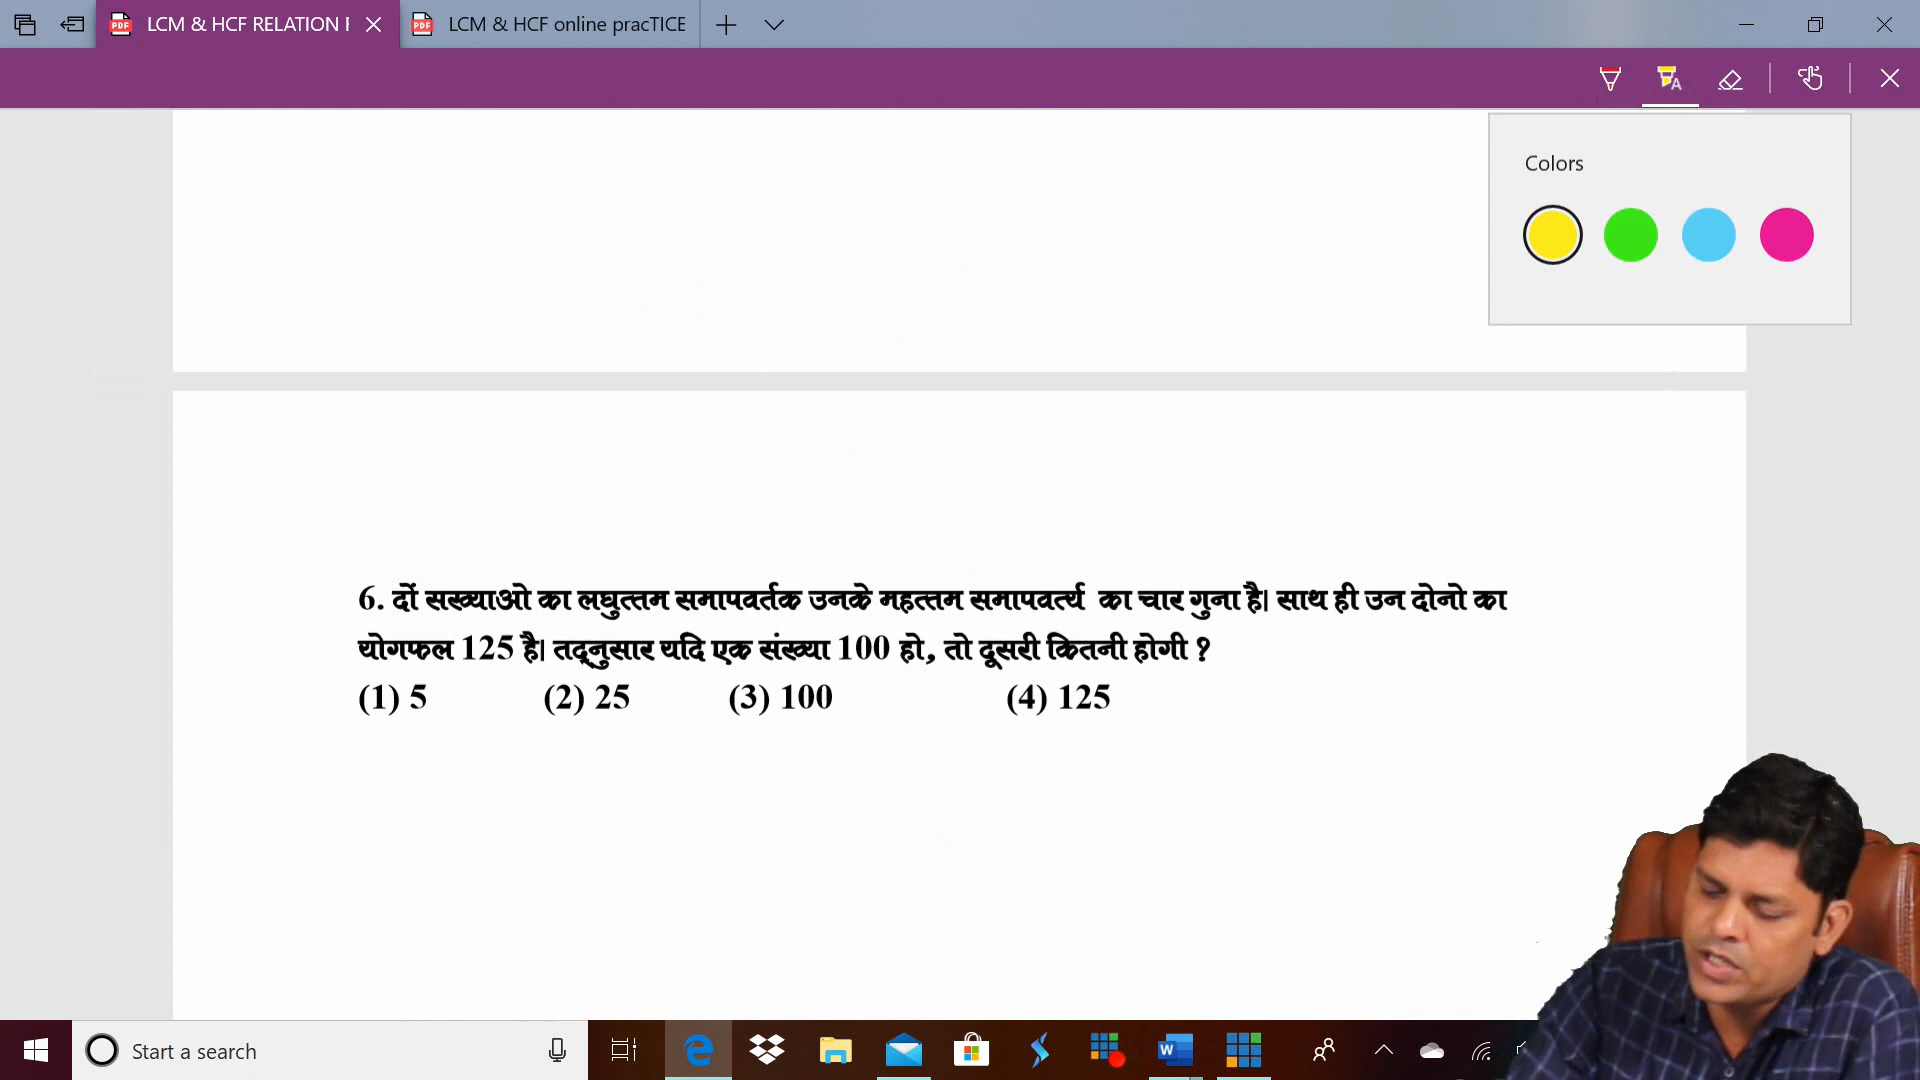 LCM & HCF RELATION
LCM & HCF online pracTICE
Colors
6. दों सख्याओ का लघुत्तम समापवर्तक उनके महत्तम समापवर्त्य का चार गुना है। साथ ही उन दोनो का
योगफल 125 है। तद्नुसार यदि एक संख्या 100 हो, तो दूसरी कितनी होगी ?
(1) 5 (2) 25 (3) 100 (4) 125
Start a search